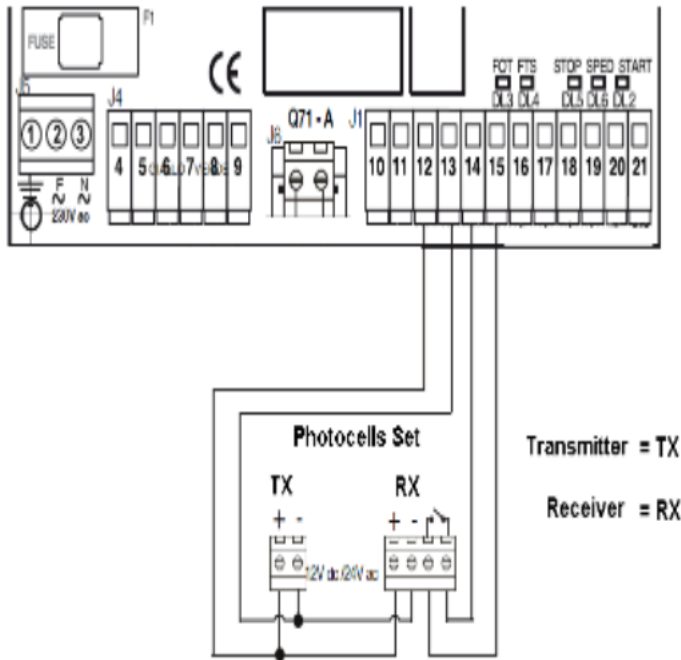 F1
FUSE
CE
FOT FTS STOP SPED START
DL3 DL4 DL5 DL6 DL2
J5 J4 J6 Q71-A J1
1 2 3 4 5 6 7 8 9 10 11 12 13 14 15 16 17 18 19 20 21
F N
230V ac
Photocells Set
Transmitter = TX
TX RX
Receiver = RX
+ - + -
12V dc /24V ac